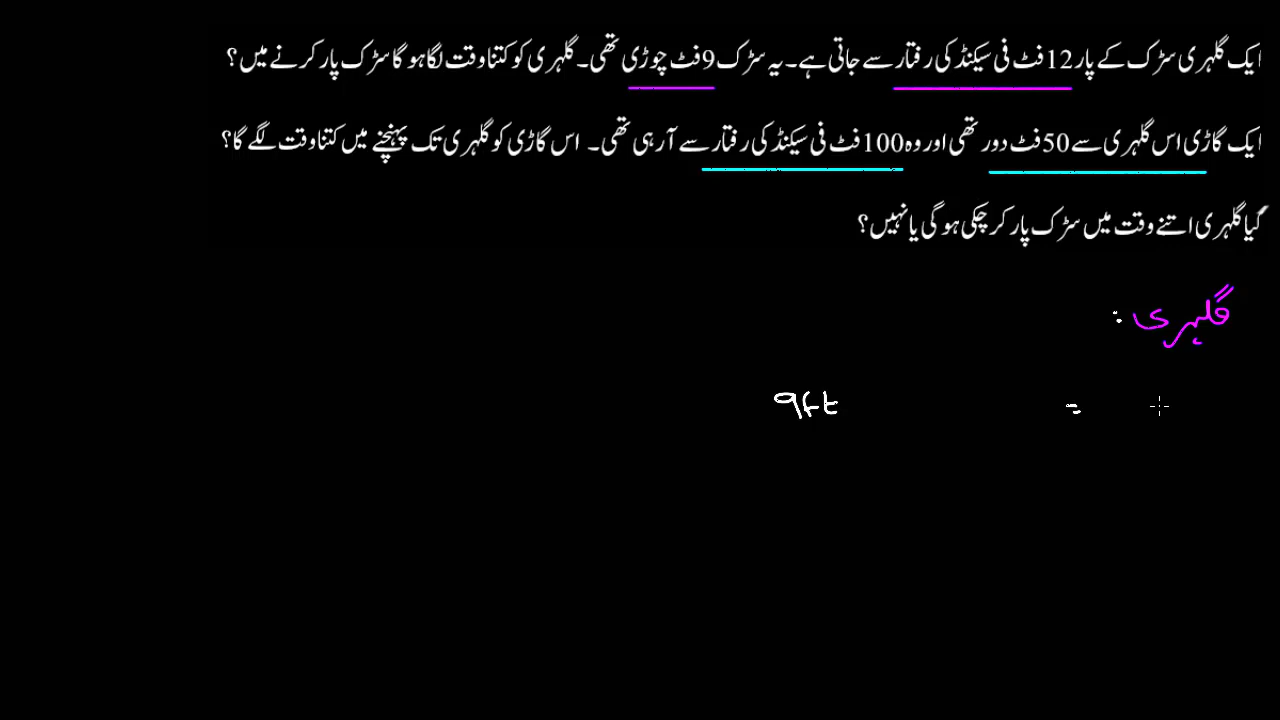 ایک گلہری سڑک کے پار 12 فٹ فی سیکنڈ کی رفتار سے جاتی ہے۔ یہ سڑک 9 فٹ چوڑی تھی۔ گلہری کو کتنا وقت لگا ہو گا سڑک پار کرنے میں؟
ایک گاڑی اس گلہری سے 50 فٹ دور تھی اور وہ 100 فٹ فی سیکنڈ کی رفتار سے آ رہی تھی۔ اس گاڑی کو گلہری تک پہنچنے میں کتنا وقت لگے گا؟
کیا گلہری اتنے وقت میں سڑک پار کر چکی ہو گی یا نہیں؟
گلہری :
9ft =